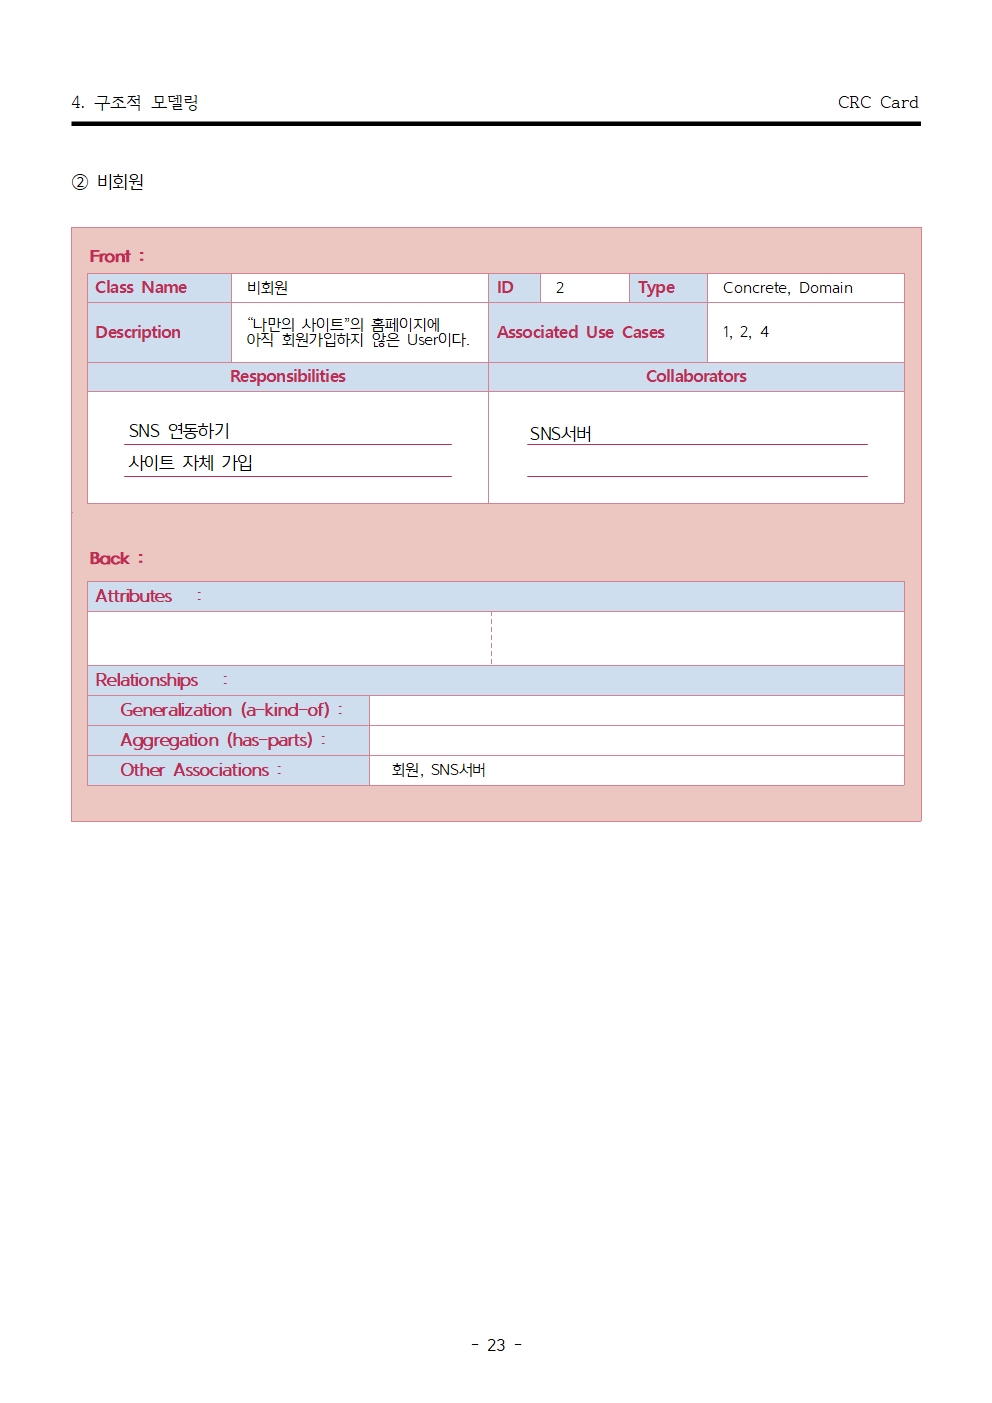 4. 구조적 모델링
CRC Card
② 비회원
Front :
Class Name 비회원 ID 2 Type Concrete, Domain
Description
“나만의 사이트”의 홈페이지에
아직 회원가입하지 않은 User이다.
Associated Use Cases 1, 2, 4
Responsibilities Collaborators
SNS 연동하기
사이트 자체 가입
SNS서버
Back :
Attributes :
Relationships :
Generalization (a-kind-of) :
Aggregation (has-parts) :
Other Associations : 회원, SNS서버
- 23 -